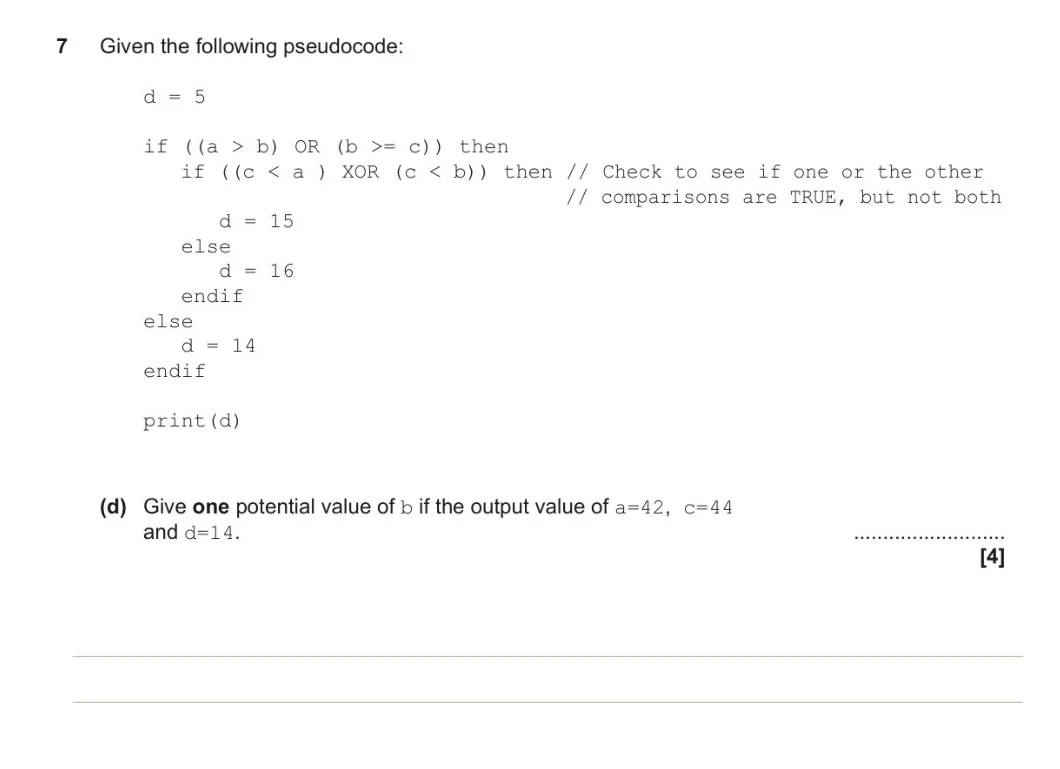 7 Given the following pseudocode:
d = 5
if ((a > b) OR (b >= c)) then
if ((c < a ) XOR (c < b)) then // Check to see if one or the other
// comparisons are TRUE, but not both
d = 15
else
d = 16
endif
else
d = 14
endif
print(d)
(d) Give one potential value of b if the output value of a=42, c=44
and d=14. ..........................
[4]